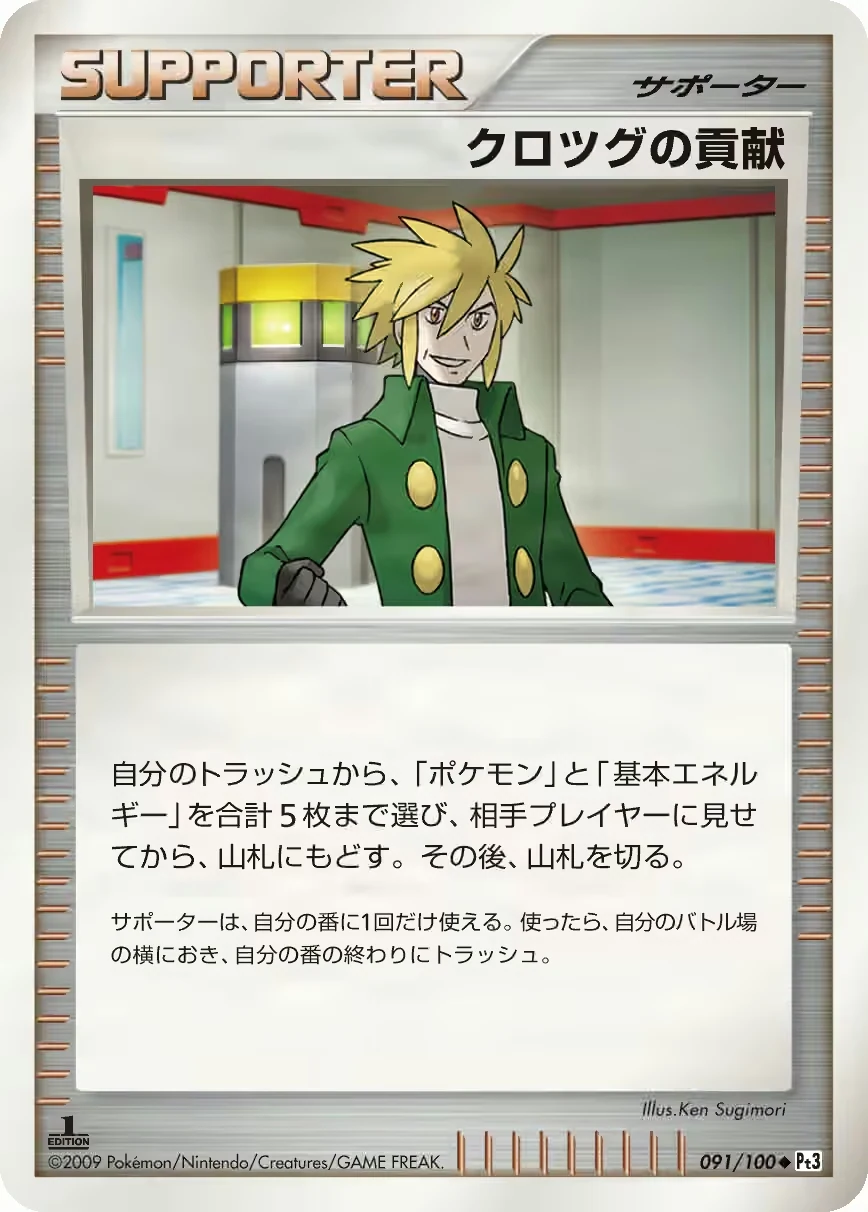 SUPPORTER
サポーター
クロツグの貢献
自分のトラッシュから、「ポケモン」と「基本エネル
ギー」を合計5枚まで選び、相手プレイヤーに見せ
てから、山札にもどす。その後、山札を切る。
サポーターは、自分の番に1回だけ使える。使ったら、自分のバトル場
の横におき、自分の番の終わりにトラッシュ。
Illus.Ken Sugimori
1
EDITION
©2009 Pokémon/Nintendo/Creatures/GAME FREAK.
091/100◆ Pt3